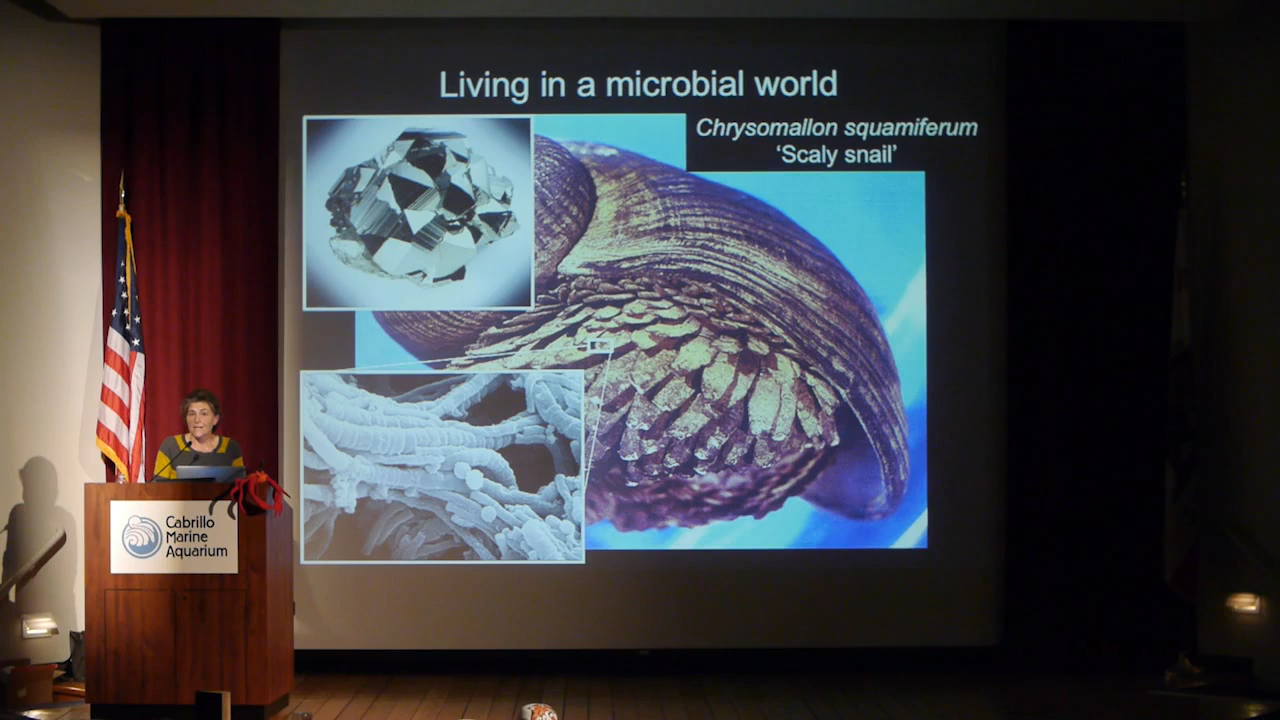 Living in a microbial world
Chrysomallon squamiferum
‘Scaly snail’
Cabrillo
Marine
Aquarium